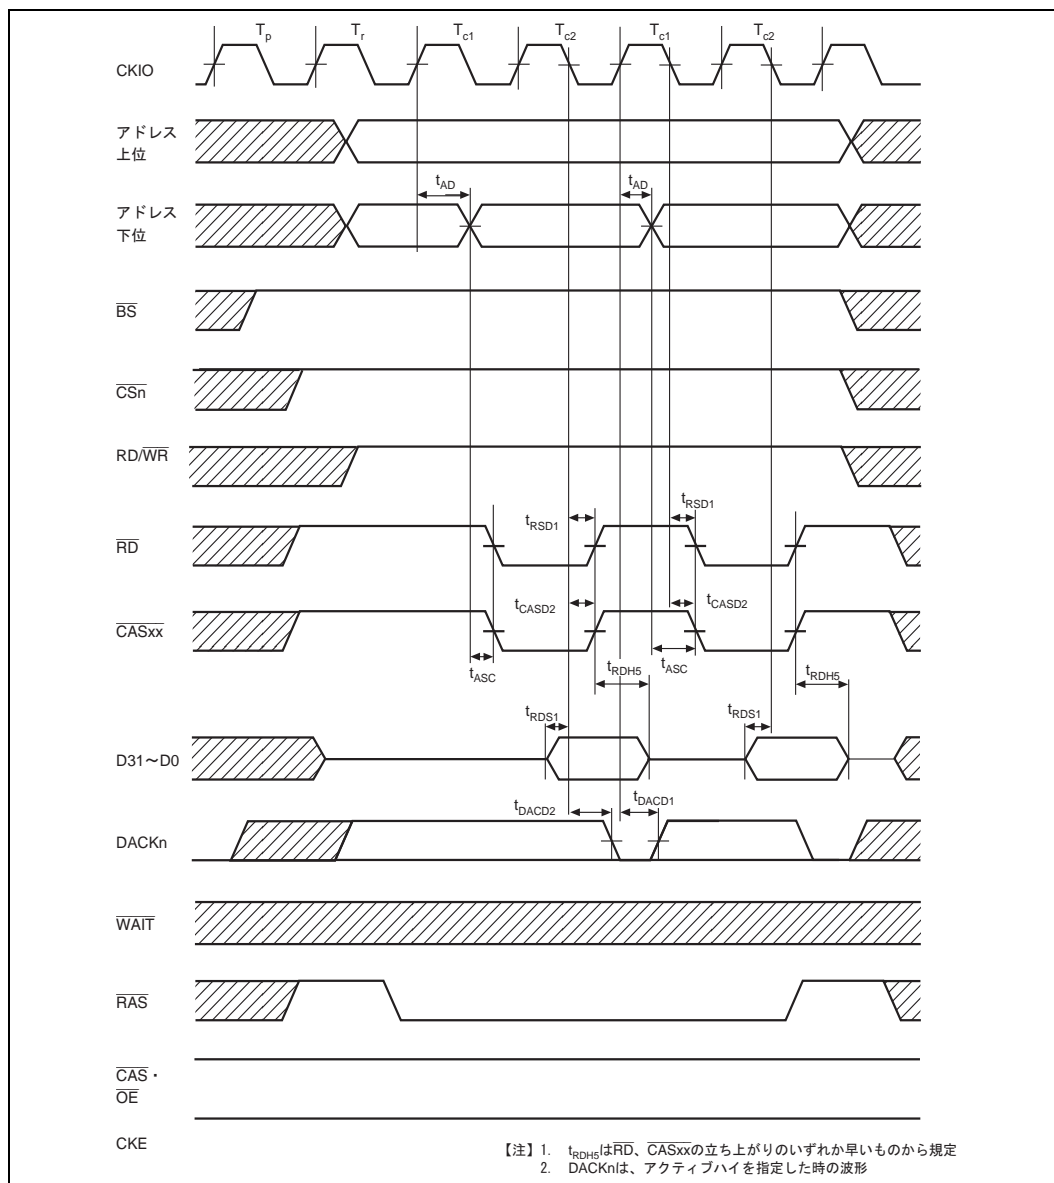 Tp Tr Tc1 Tc2 Tc1 Tc2
CKIO
アドレス
上位
tAD tAD
アドレス
下位
BS
CSn
RD/WR
tRSD1 tRSD1
RD
tCASD2 tCASD2
CASxx
tASC tRDH5 tASC tRDH5
tRDS1 tRDS1
D31～D0
tDACD2 tDACD1
DACKn
WAIT
RAS
CAS・
OE
CKE
【注】1. tRDH5はRD、CASxxの立ち上がりのいずれか早いものから規定
2. DACKnは、アクティブハイを指定した時の波形